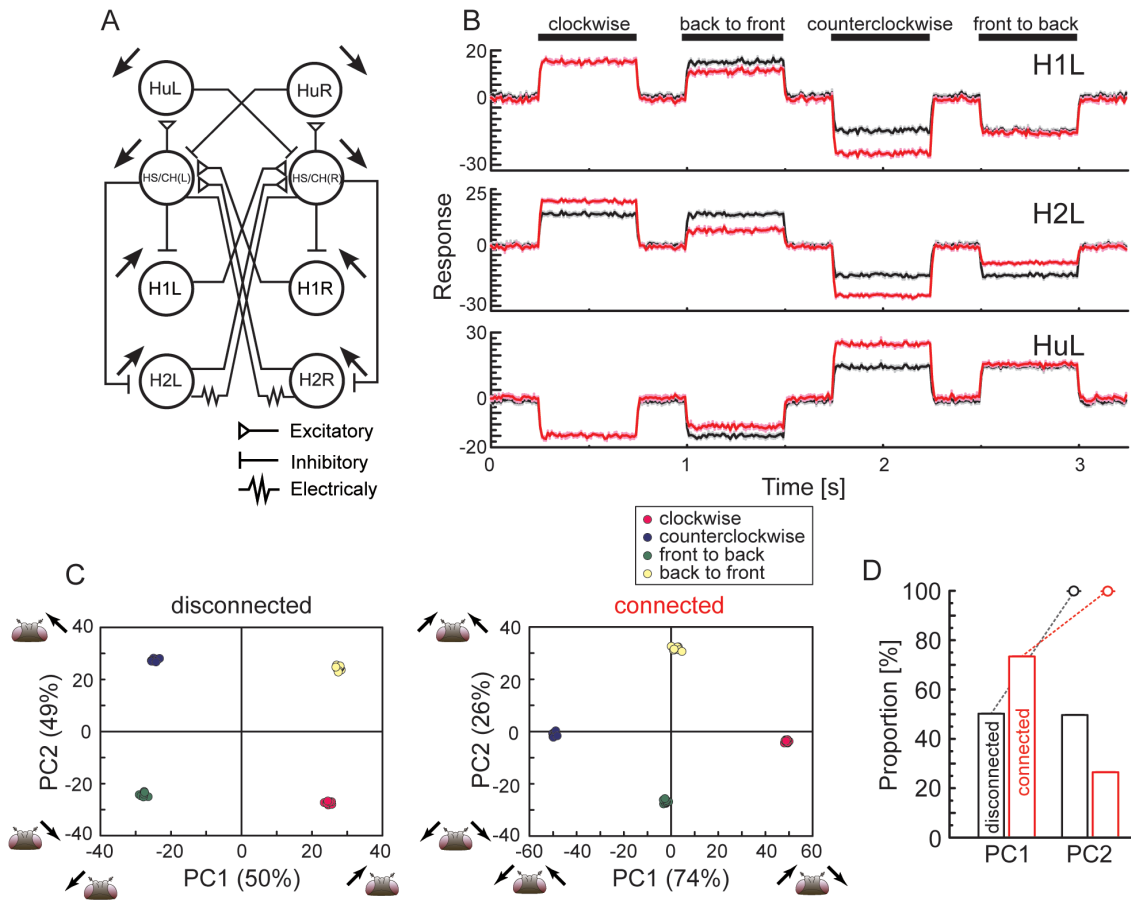 A
HuL
HuR
HS/CH(L)
HS/CH(R)
H1L
H1R
H2L
H2R
Excitatory
Inhibitory
Electricaly
B
clockwise
back to front
counterclockwise
front to back
20
0
-30
H1L
25
0
-30
H2L
30
0
-20
HuL
Response
0
1
2
3
Time [s]
clockwise
counterclockwise
front to back
back to front
C
disconnected
40
20
0
-20
-40
PC2 (49%)
-40
-20
0
20
40
PC1 (50%)
connected
40
20
0
-20
-40
PC2 (26%)
-60
-40
-20
0
20
40
60
PC1 (74%)
D
100
80
60
40
20
0
Proportion [%]
disconnected
connected
PC1
PC2